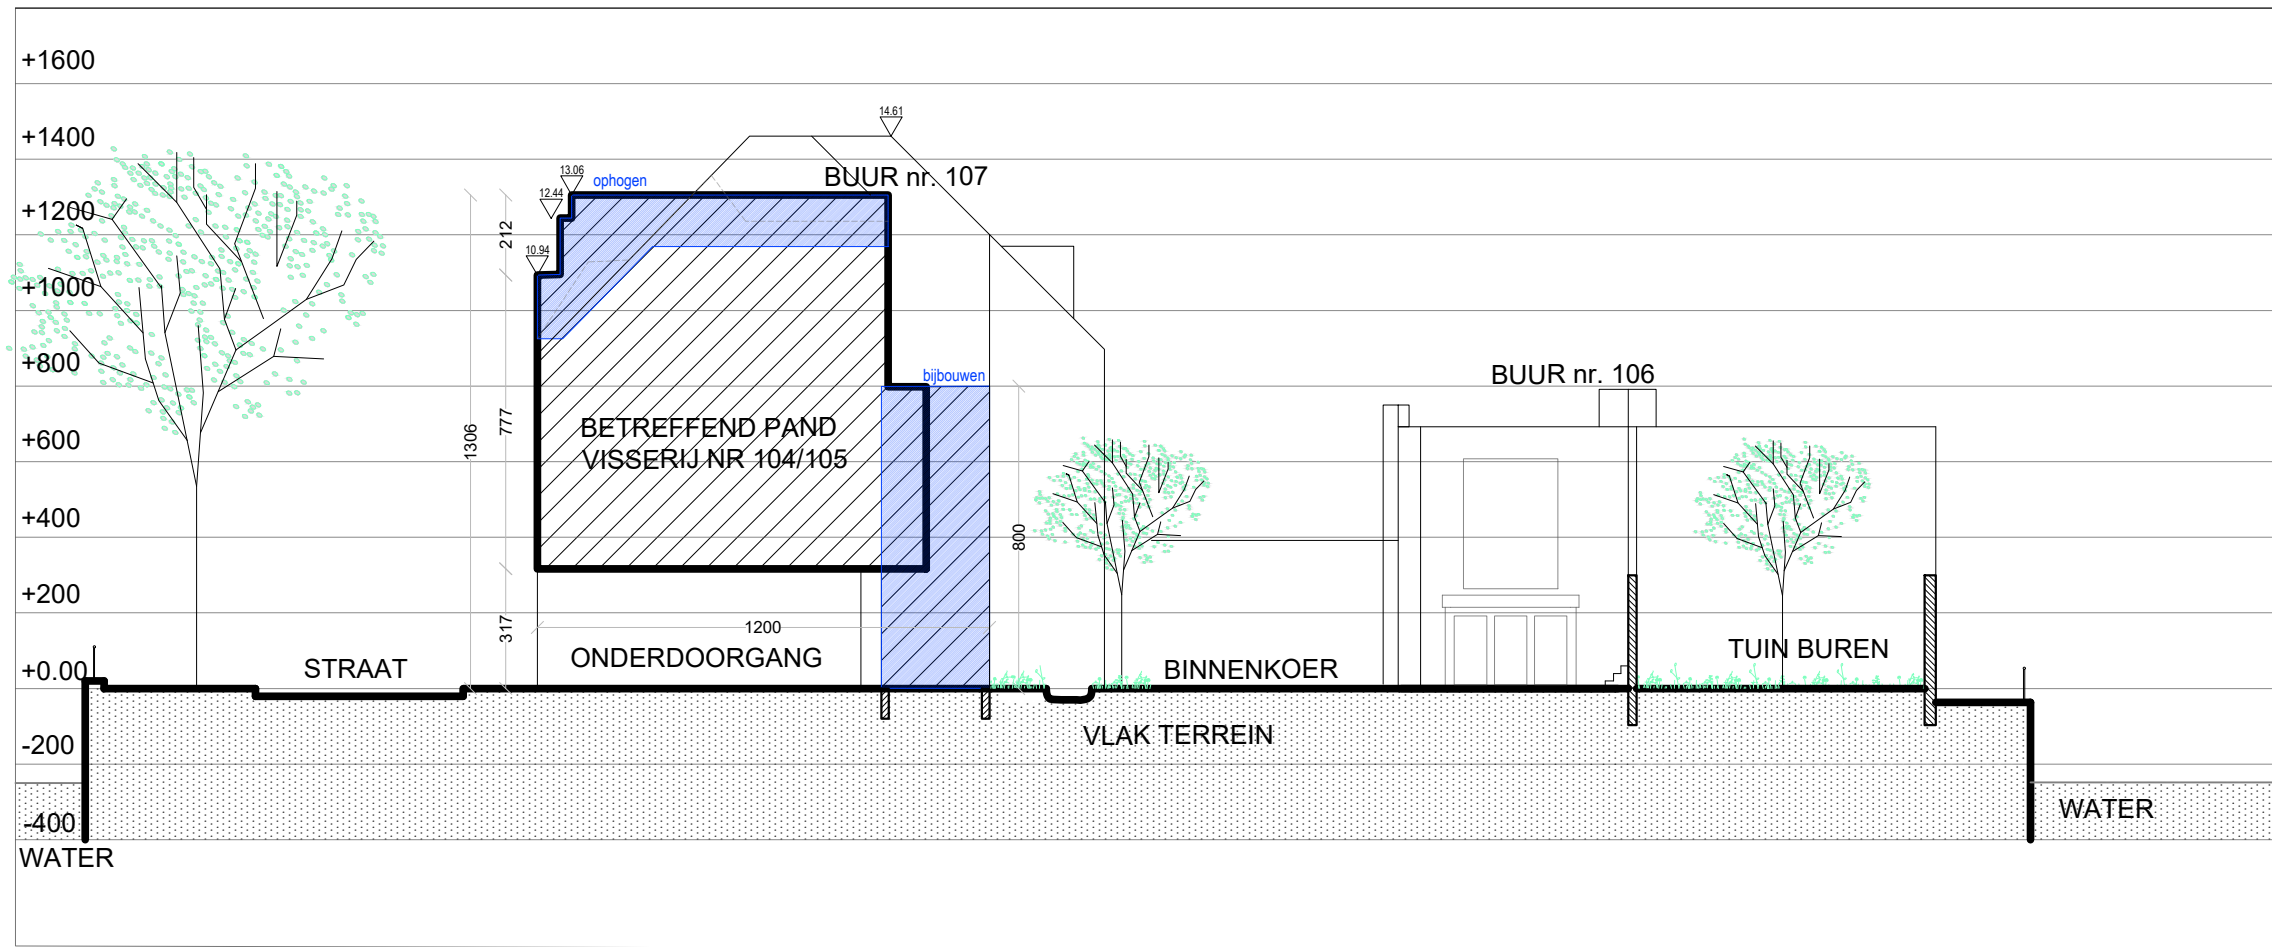 +1600
14.61
+1400
13.06
ophogen
BUUR nr. 107
12.44
+1200
212
10.94
+1000
+800
bijbouwen
BUUR nr. 106
777
1306
BETREFFEND PAND
VISSERIJ NR 104/105
+600
+400
800
+200
317
1200
STRAAT
ONDERDOORGANG
BINNENKOER
TUIN BUREN
+0.00
VLAK TERREIN
-200
-400
WATER
WATER